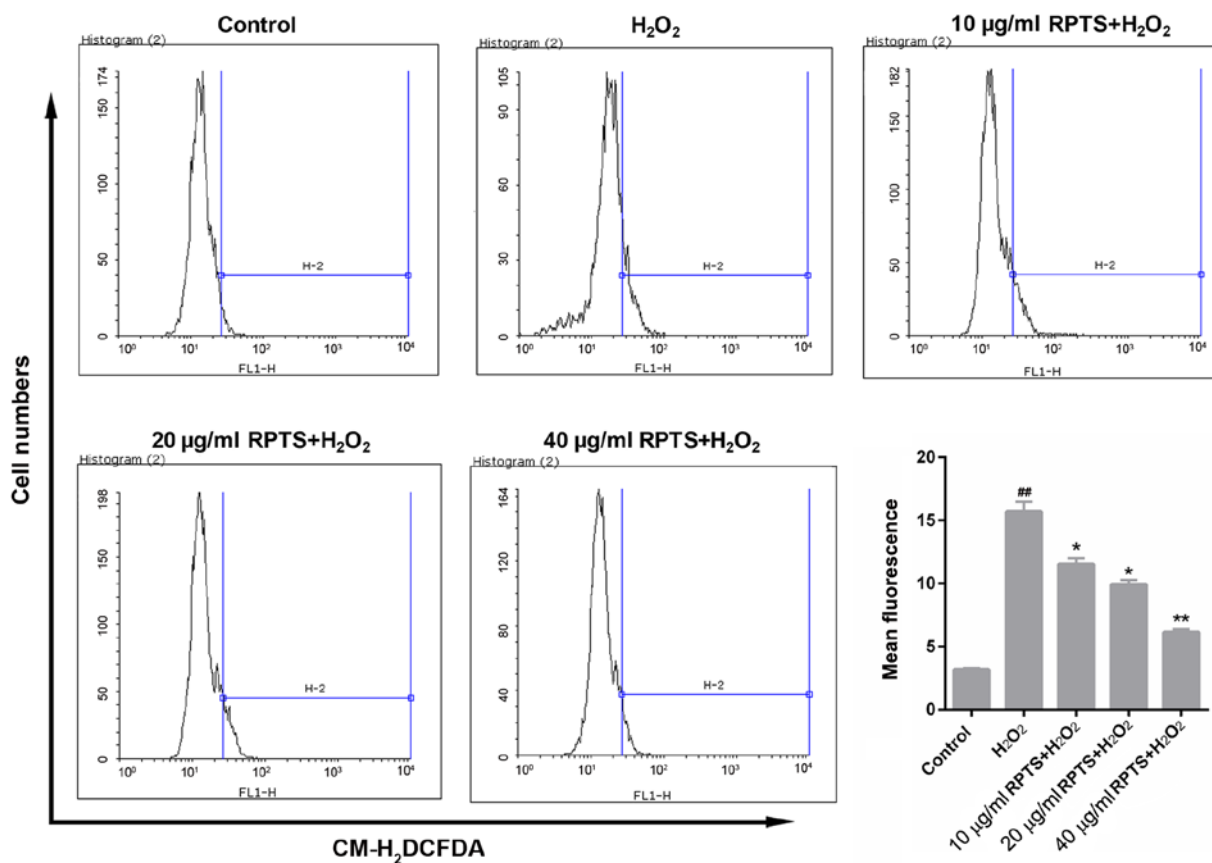 Control
H₂O₂
10 µg/ml RPTS+H₂O₂
Histogram (2)
174
150
100
50
0
H-2
10⁰ 10¹ 10² 10³ 10⁴
FL1-H
Histogram (2)
105
90
60
30
0
H-2
10⁰ 10¹ 10² 10³ 10⁴
FL1-H
Histogram (2)
182
150
100
50
0
H-2
10⁰ 10¹ 10² 10³ 10⁴
FL1-H
Cell numbers
20 µg/ml RPTS+H₂O₂
40 µg/ml RPTS+H₂O₂
Histogram (2)
198
150
100
50
0
H-2
10⁰ 10¹ 10² 10³ 10⁴
FL1-H
Histogram (2)
164
120
80
40
0
H-2
10⁰ 10¹ 10² 10³ 10⁴
FL1-H
CM-H₂DCFDA
Mean fluorescence
20
15
10
5
0
##
*
*
**
Control
H₂O₂
10 µg/ml RPTS+H₂O₂
20 µg/ml RPTS+H₂O₂
40 µg/ml RPTS+H₂O₂